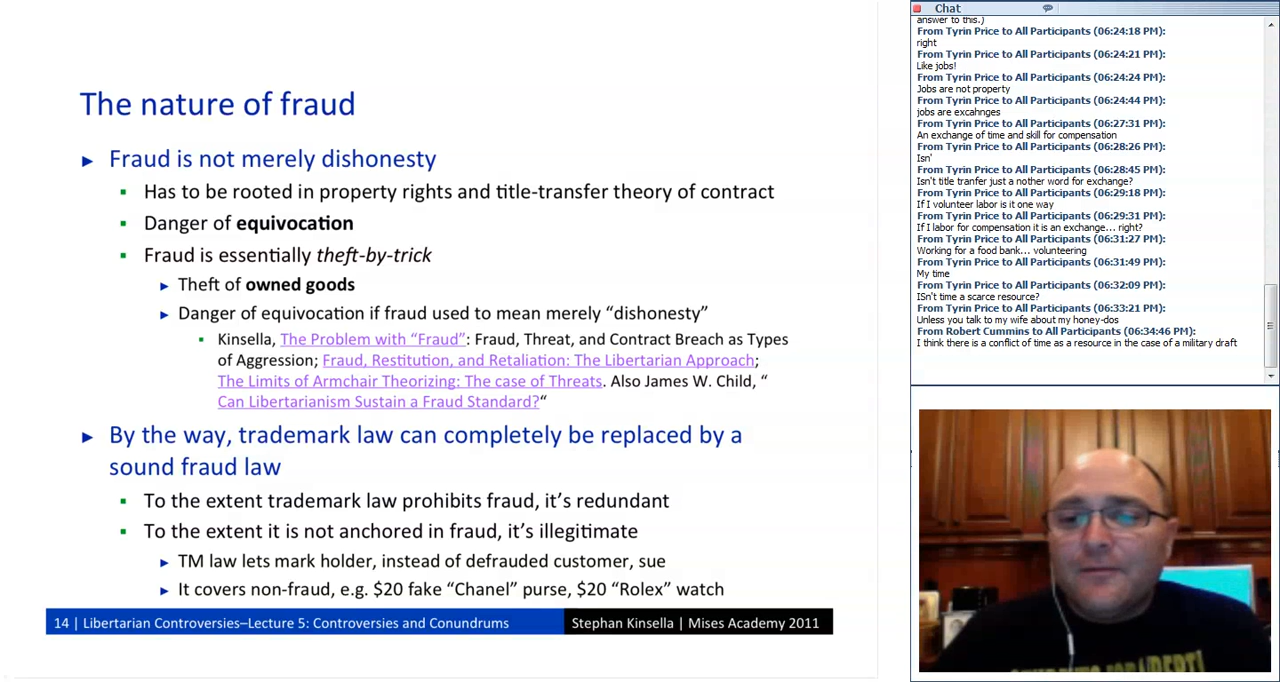 The nature of fraud
► Fraud is not merely dishonesty
▪ Has to be rooted in property rights and title-transfer theory of contract
▪ Danger of equivocation
▪ Fraud is essentially theft-by-trick
► Theft of owned goods
► Danger of equivocation if fraud used to mean merely “dishonesty”
▪ Kinsella, The Problem with “Fraud”: Fraud, Threat, and Contract Breach as Types
of Aggression; Fraud, Restitution, and Retaliation: The Libertarian Approach;
The Limits of Armchair Theorizing: The case of Threats. Also James W. Child, “
Can Libertarianism Sustain a Fraud Standard?“
► By the way, trademark law can completely be replaced by a
sound fraud law
▪ To the extent trademark law prohibits fraud, it’s redundant
▪ To the extent it is not anchored in fraud, it’s illegitimate
► TM law lets mark holder, instead of defrauded customer, sue
► It covers non-fraud, e.g. $20 fake “Chanel” purse, $20 “Rolex” watch
14 | Libertarian Controversies—Lecture 5: Controversies and Conundrums
Stephan Kinsella | Mises Academy 2011
Chat
answer to this.)
From Tyrin Price to All Participants (06:24:18 PM):
right
From Tyrin Price to All Participants (06:24:21 PM):
Like jobs!
From Tyrin Price to All Participants (06:24:24 PM):
Jobs are not property
From Tyrin Price to All Participants (06:24:44 PM):
jobs are excahnges
From Tyrin Price to All Participants (06:27:31 PM):
An exchange of time and skill for compensation
From Tyrin Price to All Participants (06:28:26 PM):
Isn'
From Tyrin Price to All Participants (06:28:45 PM):
Isn't title tranfer just a nother word for exchange?
From Tyrin Price to All Participants (06:29:18 PM):
If I volunteer labor is it one way
From Tyrin Price to All Participants (06:29:31 PM):
If I labor for compensation it is an exchange... right?
From Tyrin Price to All Participants (06:31:27 PM):
Working for a food bank... volunteering
From Tyrin Price to All Participants (06:31:49 PM):
My time
From Tyrin Price to All Participants (06:32:09 PM):
ISn't time a scarce resource?
From Tyrin Price to All Participants (06:33:21 PM):
Unless you talk to my wife about my honey-dos
From Robert Cummins to All Participants (06:34:46 PM):
I think there is a conflict of time as a resource in the case of a military draft